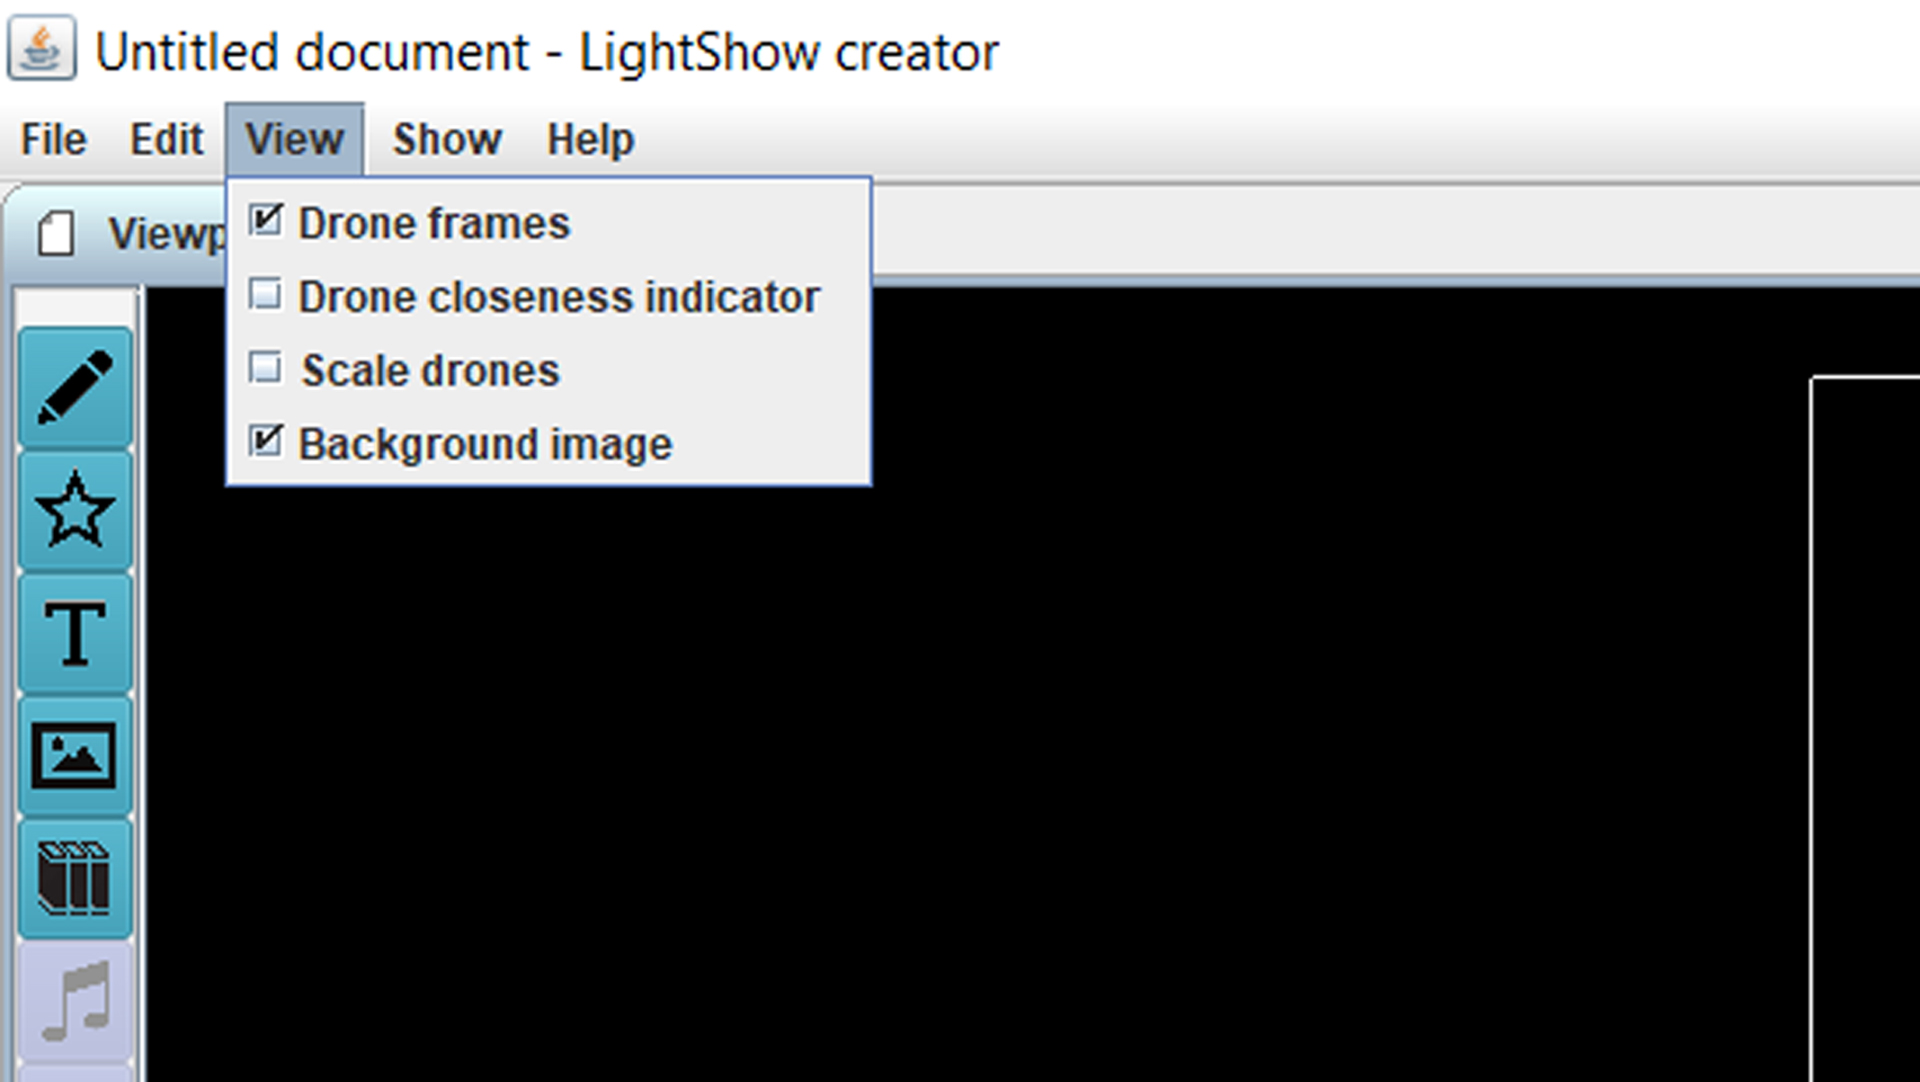 Untitled document - LightShow creator
File Edit View Show Help
Viewp
Drone frames
Drone closeness indicator
Scale drones
Background image
T